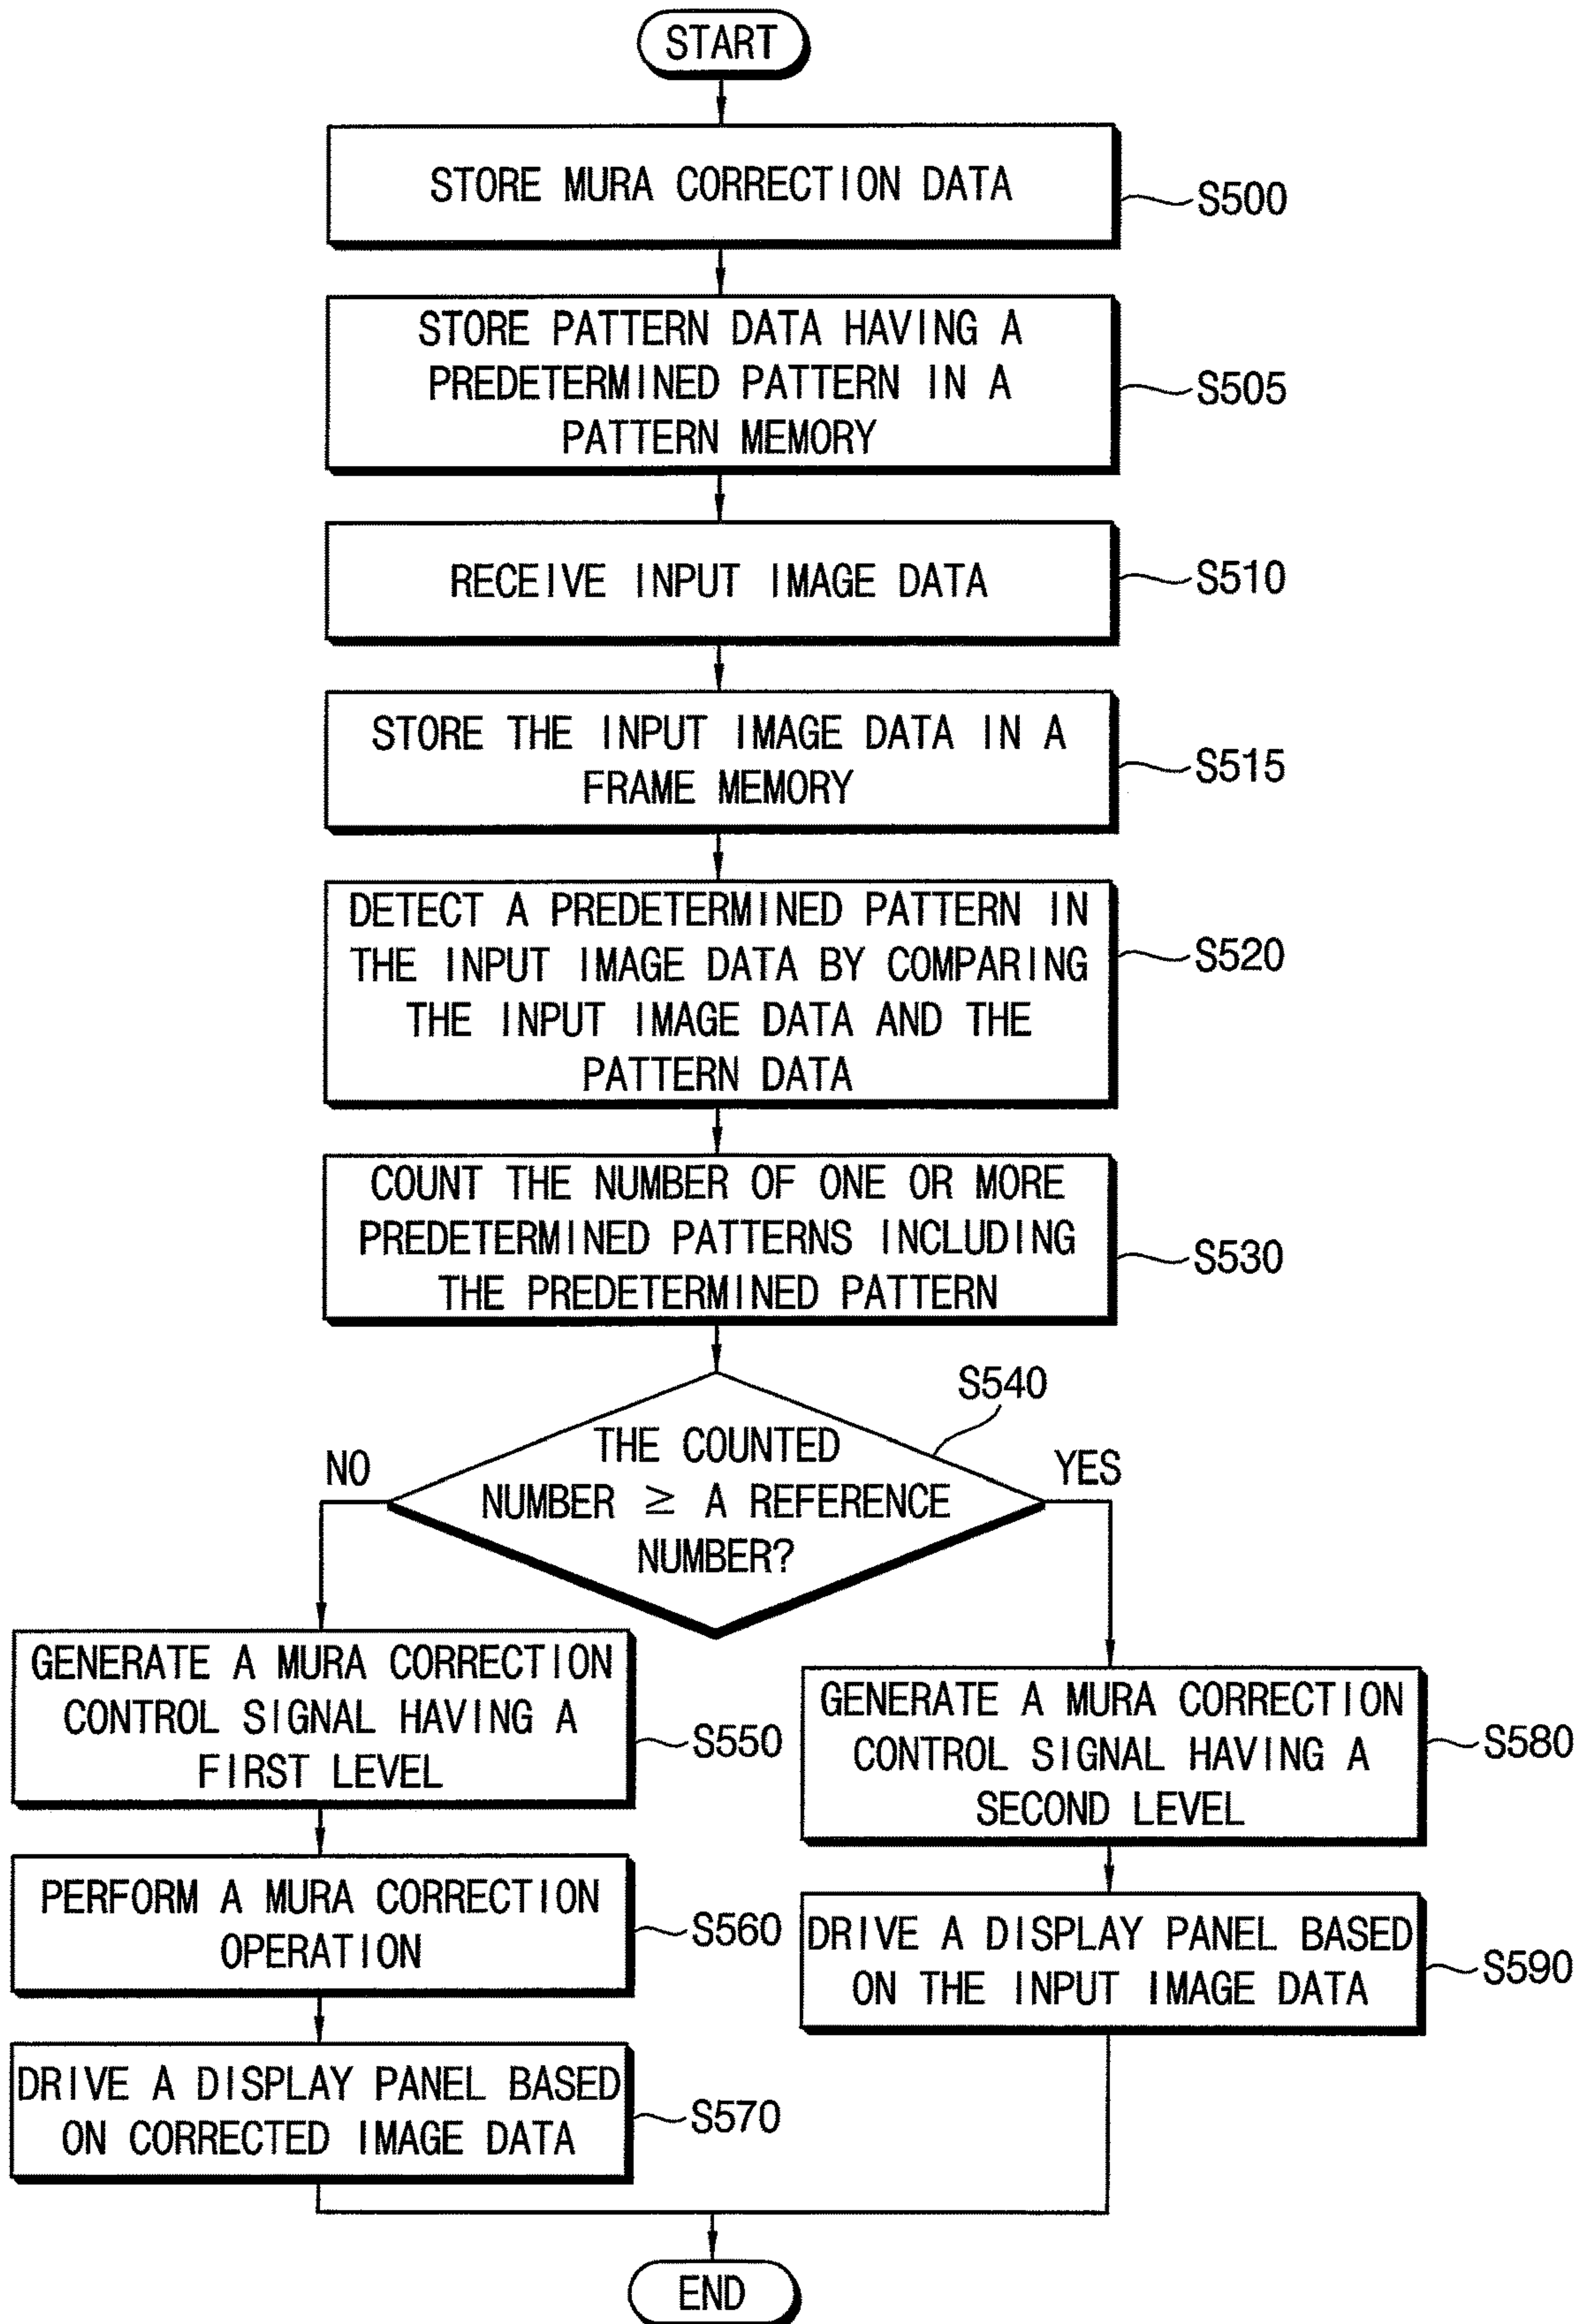 START
STORE MURA CORRECTION DATA
S500
STORE PATTERN DATA HAVING A
PREDETERMINED PATTERN IN A
PATTERN MEMORY
S505
RECEIVE INPUT IMAGE DATA
S510
STORE THE INPUT IMAGE DATA IN A
FRAME MEMORY
S515
DETECT A PREDETERMINED PATTERN IN
THE INPUT IMAGE DATA BY COMPARING
THE INPUT IMAGE DATA AND THE
PATTERN DATA
S520
COUNT THE NUMBER OF ONE OR MORE
PREDETERMINED PATTERNS INCLUDING
THE PREDETERMINED PATTERN
S530
S540
THE COUNTED
NUMBER ≥ A REFERENCE
NUMBER?
NO
YES
GENERATE A MURA CORRECTION
CONTROL SIGNAL HAVING A
FIRST LEVEL
S550
PERFORM A MURA CORRECTION
OPERATION
S560
DRIVE A DISPLAY PANEL BASED
ON CORRECTED IMAGE DATA
S570
GENERATE A MURA CORRECTION
CONTROL SIGNAL HAVING A
SECOND LEVEL
S580
DRIVE A DISPLAY PANEL BASED
ON THE INPUT IMAGE DATA
S590
END